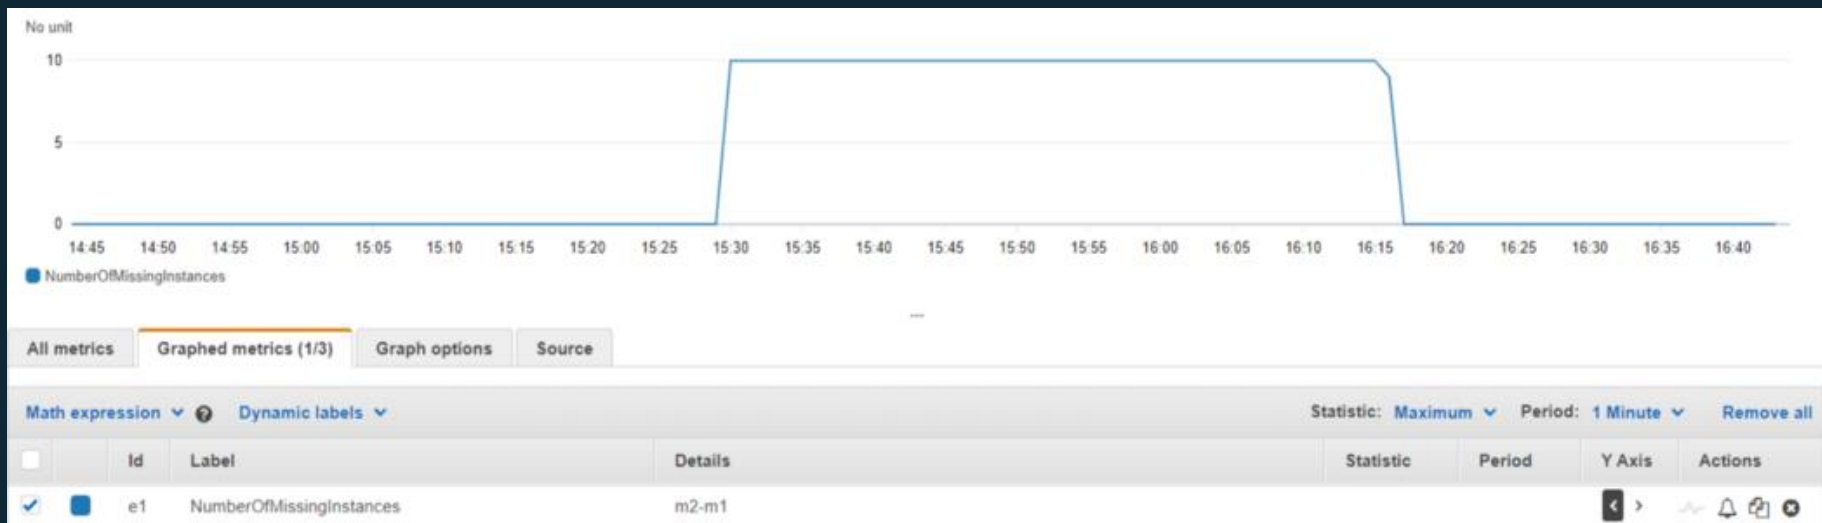 No unit
10
5
0
14:45 14:50 14:55 15:00 15:05 15:10 15:15 15:20 15:25 15:30 15:35 15:40 15:45 15:50 15:55 16:00 16:05 16:10 16:15 16:20 16:25 16:30 16:35 16:40
NumberOfMissingInstances
All metrics Graphed metrics (1/3) Graph options Source
Math expression Dynamic labels Statistic: Maximum Period: 1 Minute Remove all
Id Label Details Statistic Period Y Axis Actions
e1 NumberOfMissingInstances m2-m1